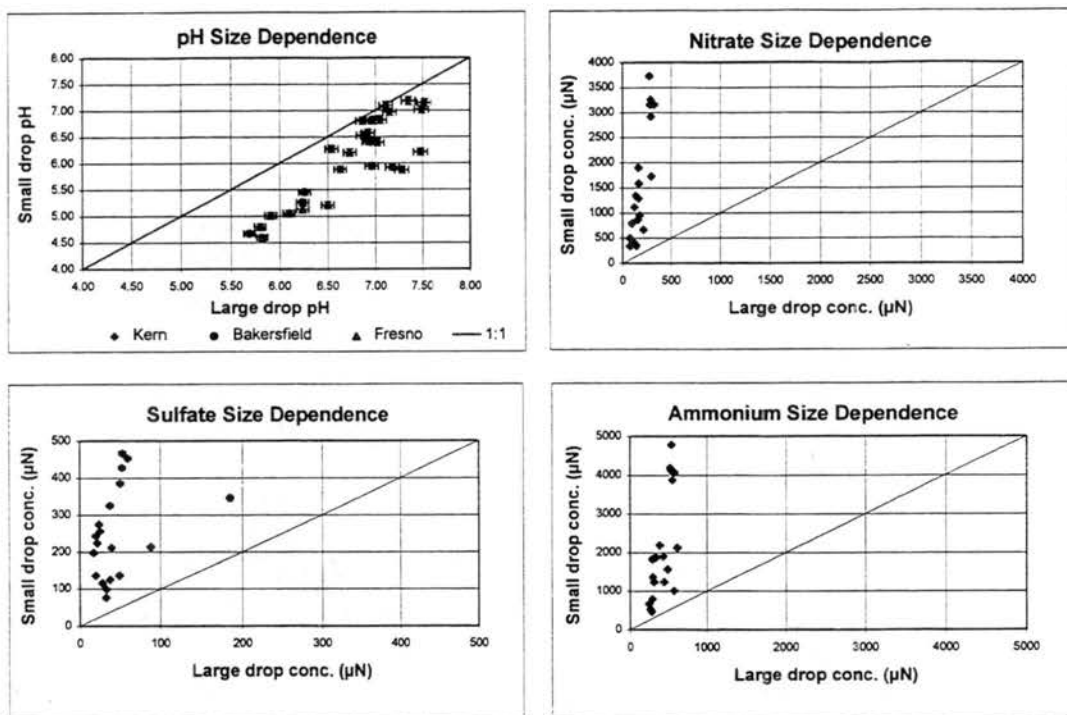 pH Size Dependence
Small drop pH
8.00
7.50
7.00
6.50
6.00
5.50
5.00
4.50
4.00
4.00 4.50 5.00 5.50 6.00 6.50 7.00 7.50 8.00
Large drop pH
Kern Bakersfield Fresno 1:1
Nitrate Size Dependence
Small drop conc. (µN)
4000
3500
3000
2500
2000
1500
1000
500
0
0 500 1000 1500 2000 2500 3000 3500 4000
Large drop conc. (µN)
Sulfate Size Dependence
Small drop conc. (µN)
500
400
300
200
100
0
0 100 200 300 400 500
Large drop conc. (µN)
Ammonium Size Dependence
Small drop conc. (µN)
5000
4000
3000
2000
1000
0
0 1000 2000 3000 4000 5000
Large drop conc. (µN)